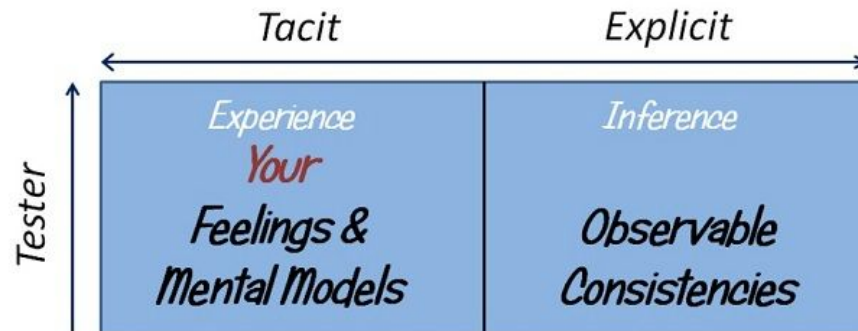 Tacit Explicit
Tester
Experience
Your
Feelings &
Mental Models
Inference
Observable
Consistencies